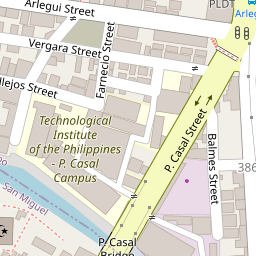 Arlegui Street
PLDT
Arle
Vergara Street
Farnecio Street
llejos Street
Technological
Institute
of the Philippines
- P. Casal
Campus
P. Casal Street
Balmes Street
386
San Miguel
P. Casal
Bridge